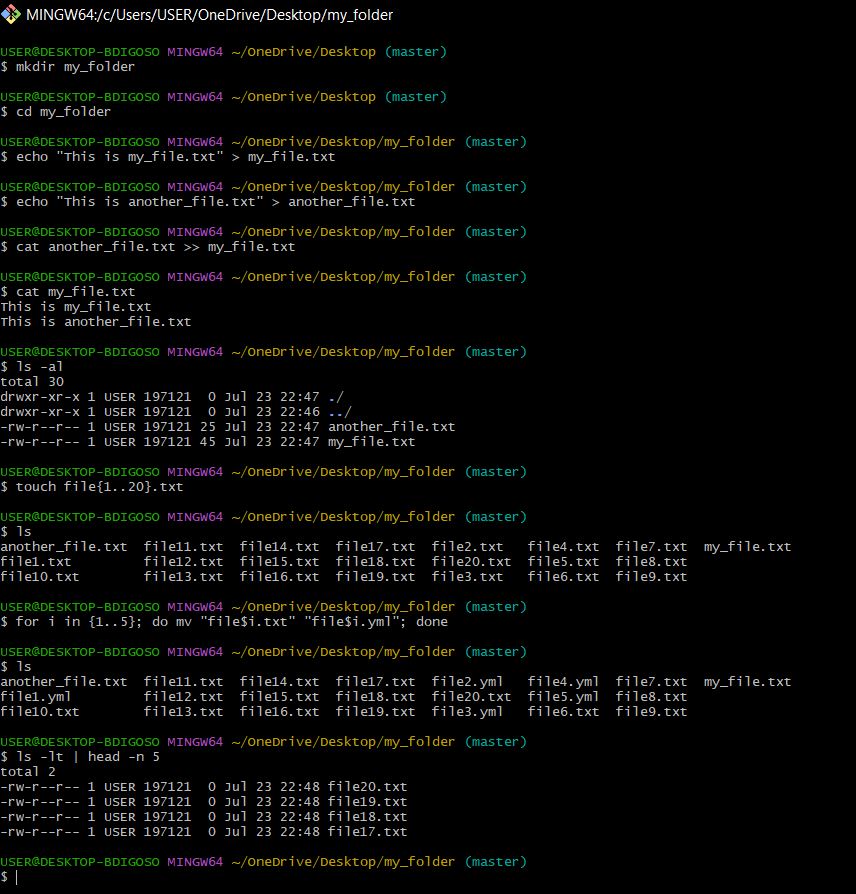 MINGW64:/c/Users/USER/OneDrive/Desktop/my_folder
USER@DESKTOP-BDIGOSO MINGW64 ~/OneDrive/Desktop (master)
$ mkdir my_folder
USER@DESKTOP-BDIGOSO MINGW64 ~/OneDrive/Desktop (master)
$ cd my_folder
USER@DESKTOP-BDIGOSO MINGW64 ~/OneDrive/Desktop/my_folder (master)
$ echo "This is my_file.txt" > my_file.txt
USER@DESKTOP-BDIGOSO MINGW64 ~/OneDrive/Desktop/my_folder (master)
$ echo "This is another_file.txt" > another_file.txt
USER@DESKTOP-BDIGOSO MINGW64 ~/OneDrive/Desktop/my_folder (master)
$ cat another_file.txt >> my_file.txt
USER@DESKTOP-BDIGOSO MINGW64 ~/OneDrive/Desktop/my_folder (master)
$ cat my_file.txt
This is my_file.txt
This is another_file.txt
USER@DESKTOP-BDIGOSO MINGW64 ~/OneDrive/Desktop/my_folder (master)
$ ls -al
total 30
drwxr-xr-x 1 USER 197121  0 Jul 23 22:47 ./
drwxr-xr-x 1 USER 197121  0 Jul 23 22:46 ../
-rw-r--r-- 1 USER 197121 25 Jul 23 22:47 another_file.txt
-rw-r--r-- 1 USER 197121 45 Jul 23 22:47 my_file.txt
USER@DESKTOP-BDIGOSO MINGW64 ~/OneDrive/Desktop/my_folder (master)
$ touch file{1..20}.txt
USER@DESKTOP-BDIGOSO MINGW64 ~/OneDrive/Desktop/my_folder (master)
$ ls
another_file.txt  file11.txt  file14.txt  file17.txt  file2.txt   file4.txt  file7.txt  my_file.txt
file1.txt         file12.txt  file15.txt  file18.txt  file20.txt  file5.txt  file8.txt
file10.txt        file13.txt  file16.txt  file19.txt  file3.txt   file6.txt  file9.txt
USER@DESKTOP-BDIGOSO MINGW64 ~/OneDrive/Desktop/my_folder (master)
$ for i in {1..5}; do mv "file$i.txt" "file$i.yml"; done
USER@DESKTOP-BDIGOSO MINGW64 ~/OneDrive/Desktop/my_folder (master)
$ ls
another_file.txt  file11.txt  file14.txt  file17.txt  file2.yml   file4.yml  file7.txt  my_file.txt
file1.yml         file12.txt  file15.txt  file18.txt  file20.txt  file5.yml  file8.txt
file10.txt        file13.txt  file16.txt  file19.txt  file3.yml   file6.txt  file9.txt
USER@DESKTOP-BDIGOSO MINGW64 ~/OneDrive/Desktop/my_folder (master)
$ ls -lt | head -n 5
total 2
-rw-r--r-- 1 USER 197121  0 Jul 23 22:48 file20.txt
-rw-r--r-- 1 USER 197121  0 Jul 23 22:48 file19.txt
-rw-r--r-- 1 USER 197121  0 Jul 23 22:48 file18.txt
-rw-r--r-- 1 USER 197121  0 Jul 23 22:48 file17.txt
USER@DESKTOP-BDIGOSO MINGW64 ~/OneDrive/Desktop/my_folder (master)
$